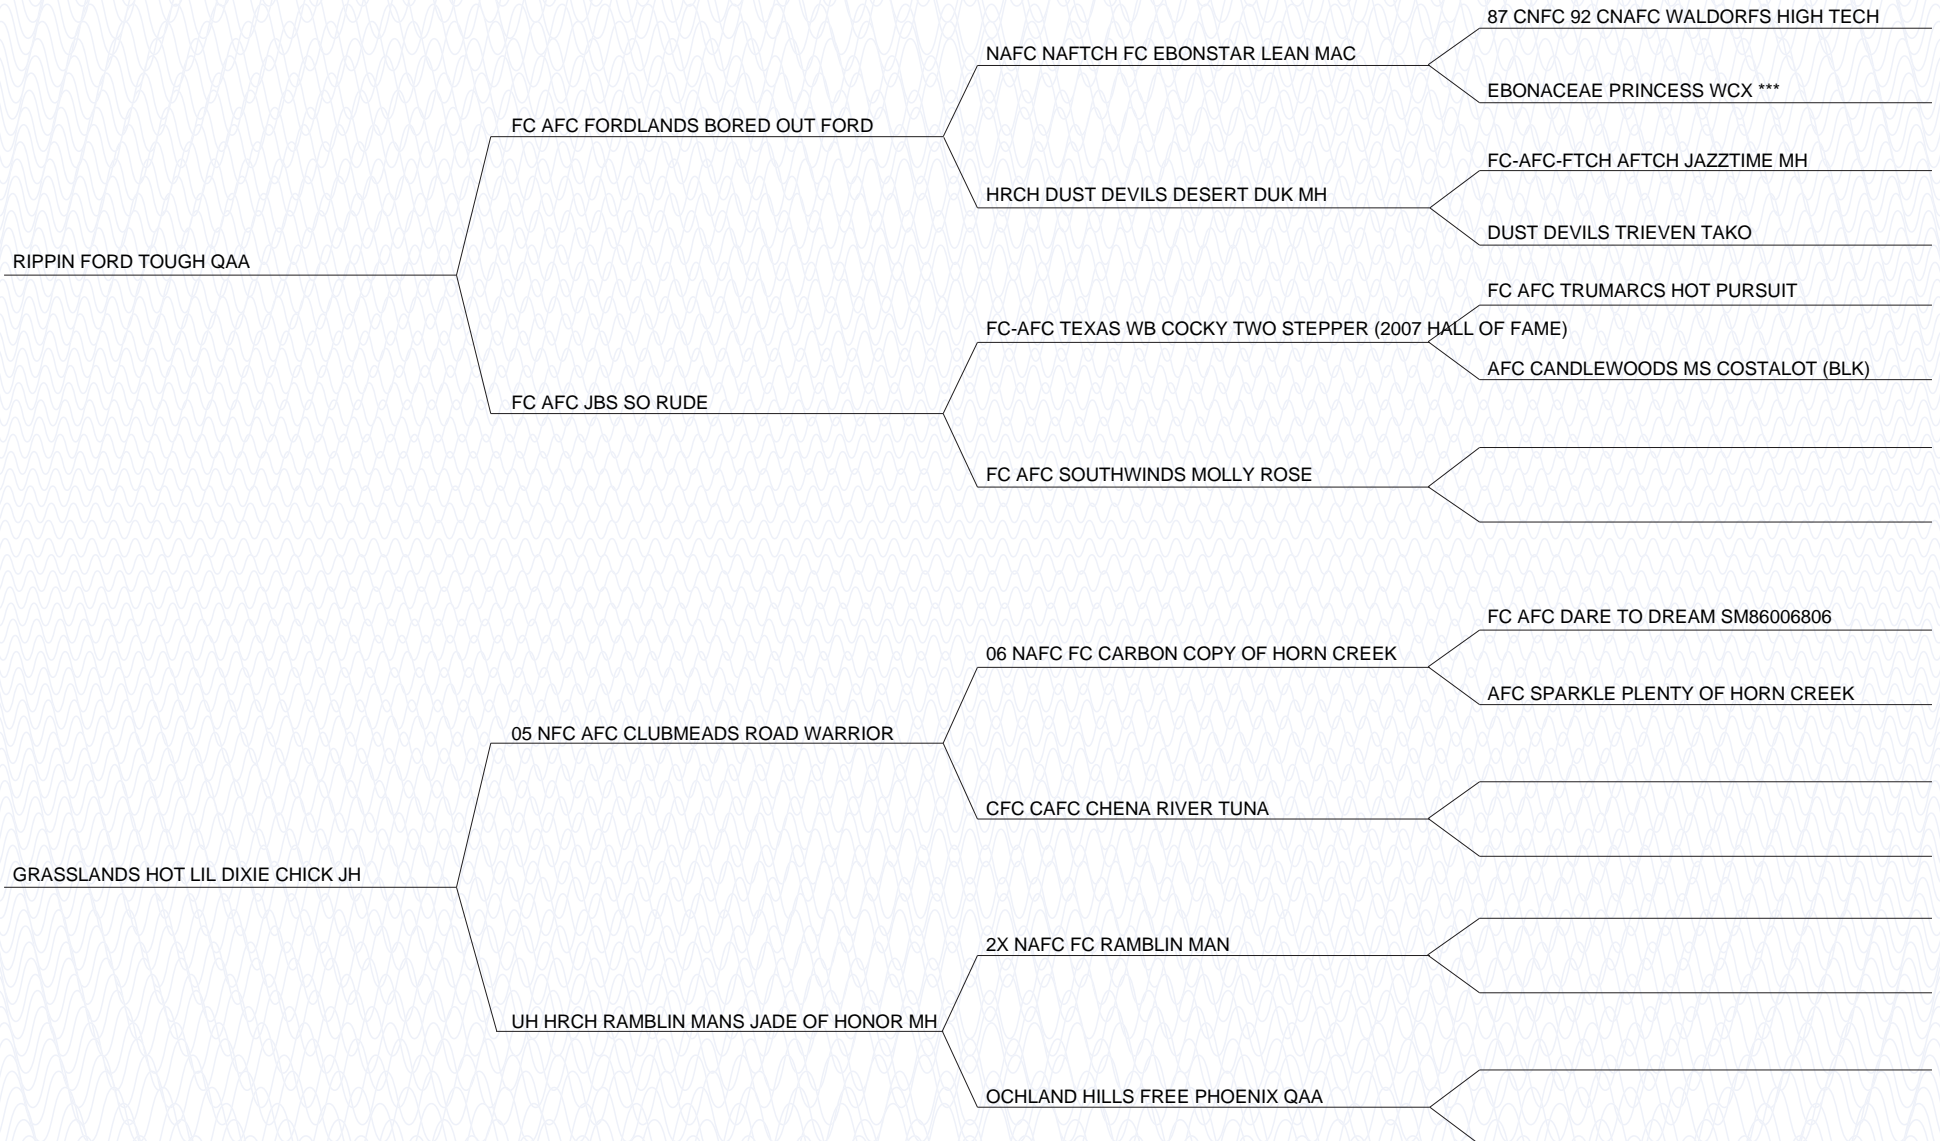 87 CNFC 92 CNAFC WALDORFS HIGH TECH
NAFC NAFTCH FC EBONSTAR LEAN MAC
EBONACEAE PRINCESS WCX ***
FC AFC FORDLANDS BORED OUT FORD
FC-AFC-FTCH AFTCH JAZZTIME MH
HRCH DUST DEVILS DESERT DUK MH
DUST DEVILS TRIEVEN TAKO
RIPPIN FORD TOUGH QAA
FC AFC TRUMARCS HOT PURSUIT
FC-AFC TEXAS WB COCKY TWO STEPPER (2007 HALL OF FAME)
AFC CANDLEWOODS MS COSTALOT (BLK)
FC AFC JBS SO RUDE
FC AFC SOUTHWINDS MOLLY ROSE
FC AFC DARE TO DREAM SM86006806
06 NAFC FC CARBON COPY OF HORN CREEK
AFC SPARKLE PLENTY OF HORN CREEK
05 NFC AFC CLUBMEADS ROAD WARRIOR
CFC CAFC CHENA RIVER TUNA
GRASSLANDS HOT LIL DIXIE CHICK JH
2X NAFC FC RAMBLIN MAN
UH HRCH RAMBLIN MANS JADE OF HONOR MH
OCHLAND HILLS FREE PHOENIX QAA